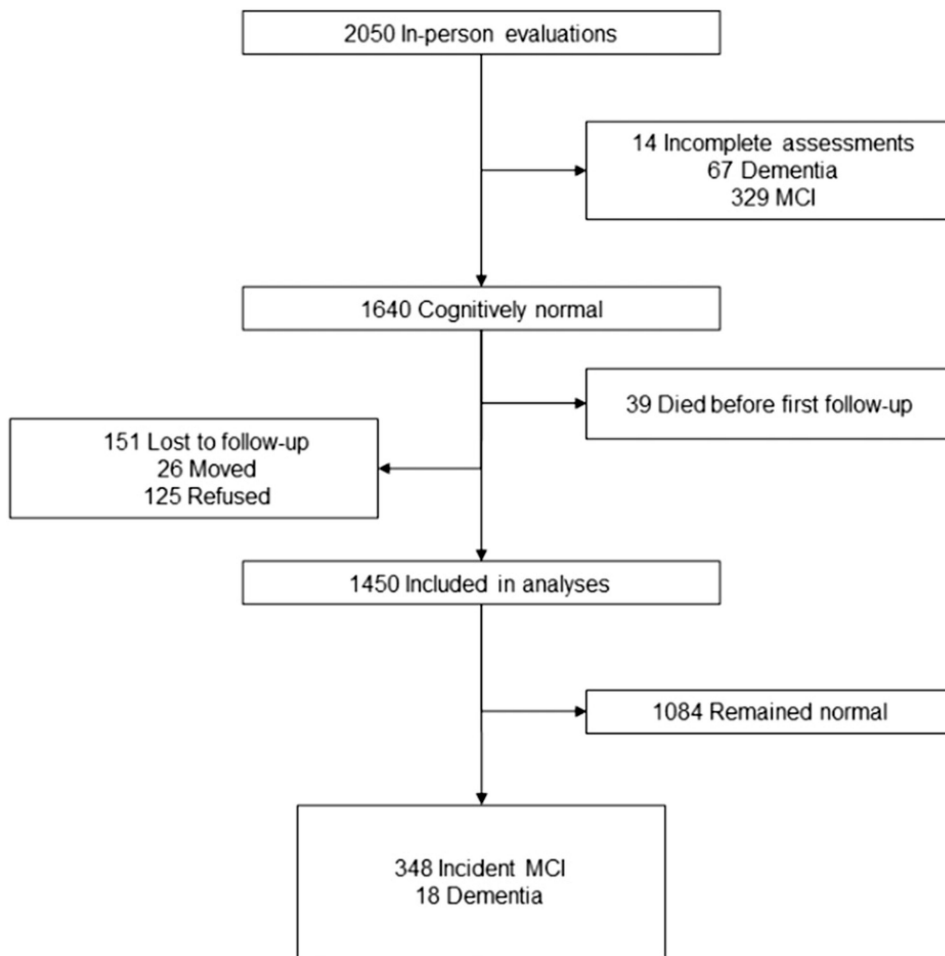 2050 In-person evaluations
14 Incomplete assessments
67 Dementia
329 MCI
1640 Cognitively normal
39 Died before first follow-up
151 Lost to follow-up
26 Moved
125 Refused
1450 Included in analyses
1084 Remained normal
348 Incident MCI
18 Dementia